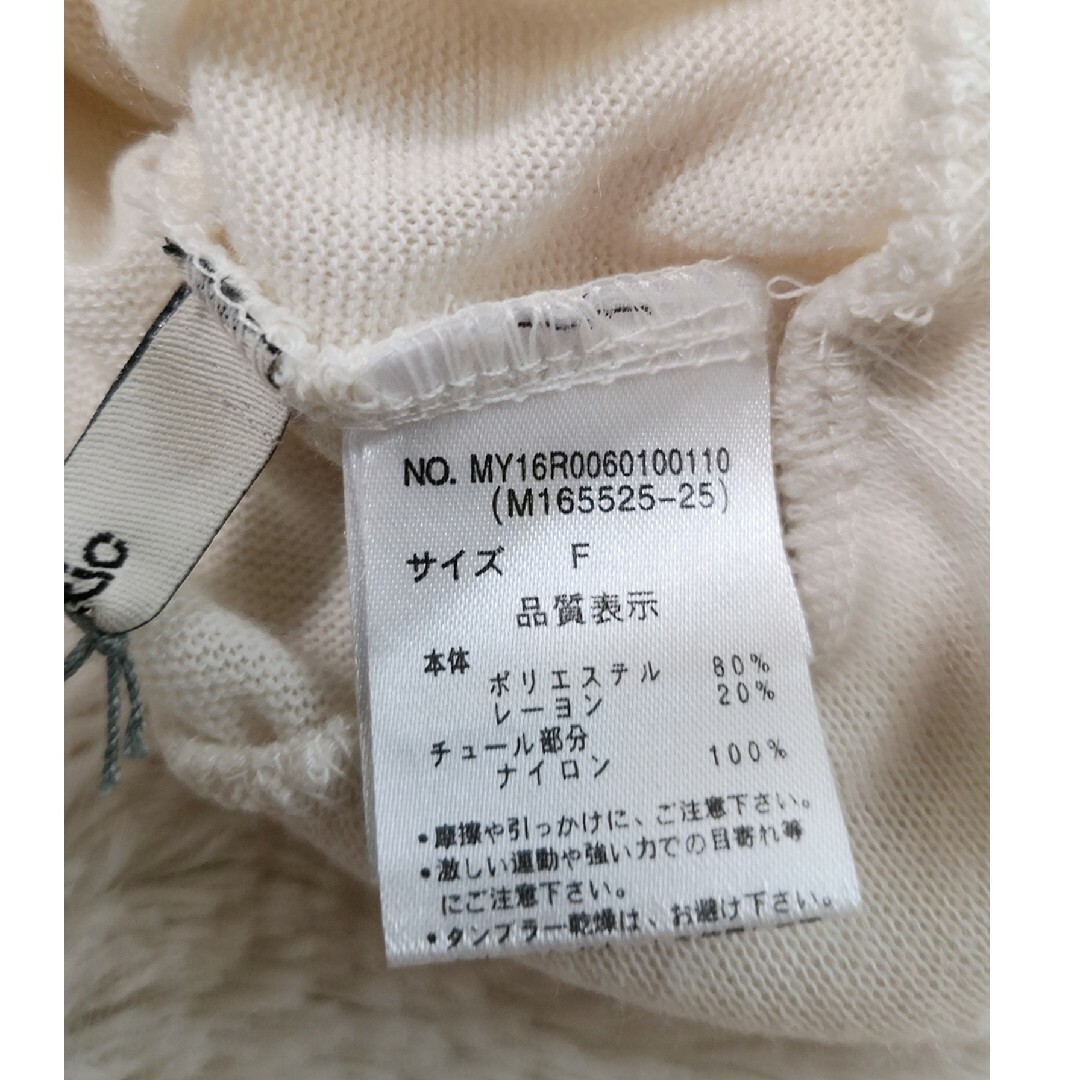 NO. MY16R0060100110
(M165525-25)
サイズ F
品質表示
本体
ポリエステル 80%
レーヨン 20%
チュール部分
ナイロン 100%
・摩擦や引っかけに、ご注意下さい。
・激しい運動や強い力での目寄れ等
にご注意下さい。
・タンブラー乾燥は、お避け下さい。